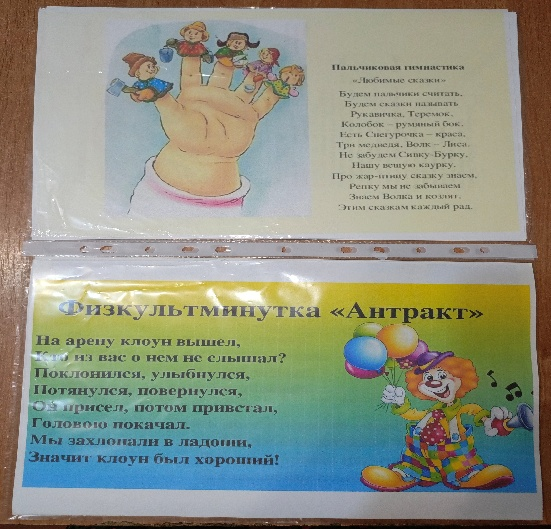 Пальчиковая гимнастика
«Любимые сказки»
Будем пальчики считать,
Будем сказки называть
Рукавичка, Теремок,
Колобок – румяный бок.
Есть Снегурочка – краса,
Три медведя, Волк – Лиса.
Не забудем Сивку-Бурку,
Нашу вещую каурку.
Про жар-птицу сказку знаем,
Репку мы не забываем
Знаем Волка и козлят.
Этим сказкам каждый рад.
Физкультминутка «Антракт»
На арену клоун вышел,
Кто из вас о нем не слышал?
Поклонился, улыбнулся,
Потянулся, повернулся,
Он присел, потом привстал,
Головою покачал.
Мы захлопали в ладони,
Значит клоун был хороший!